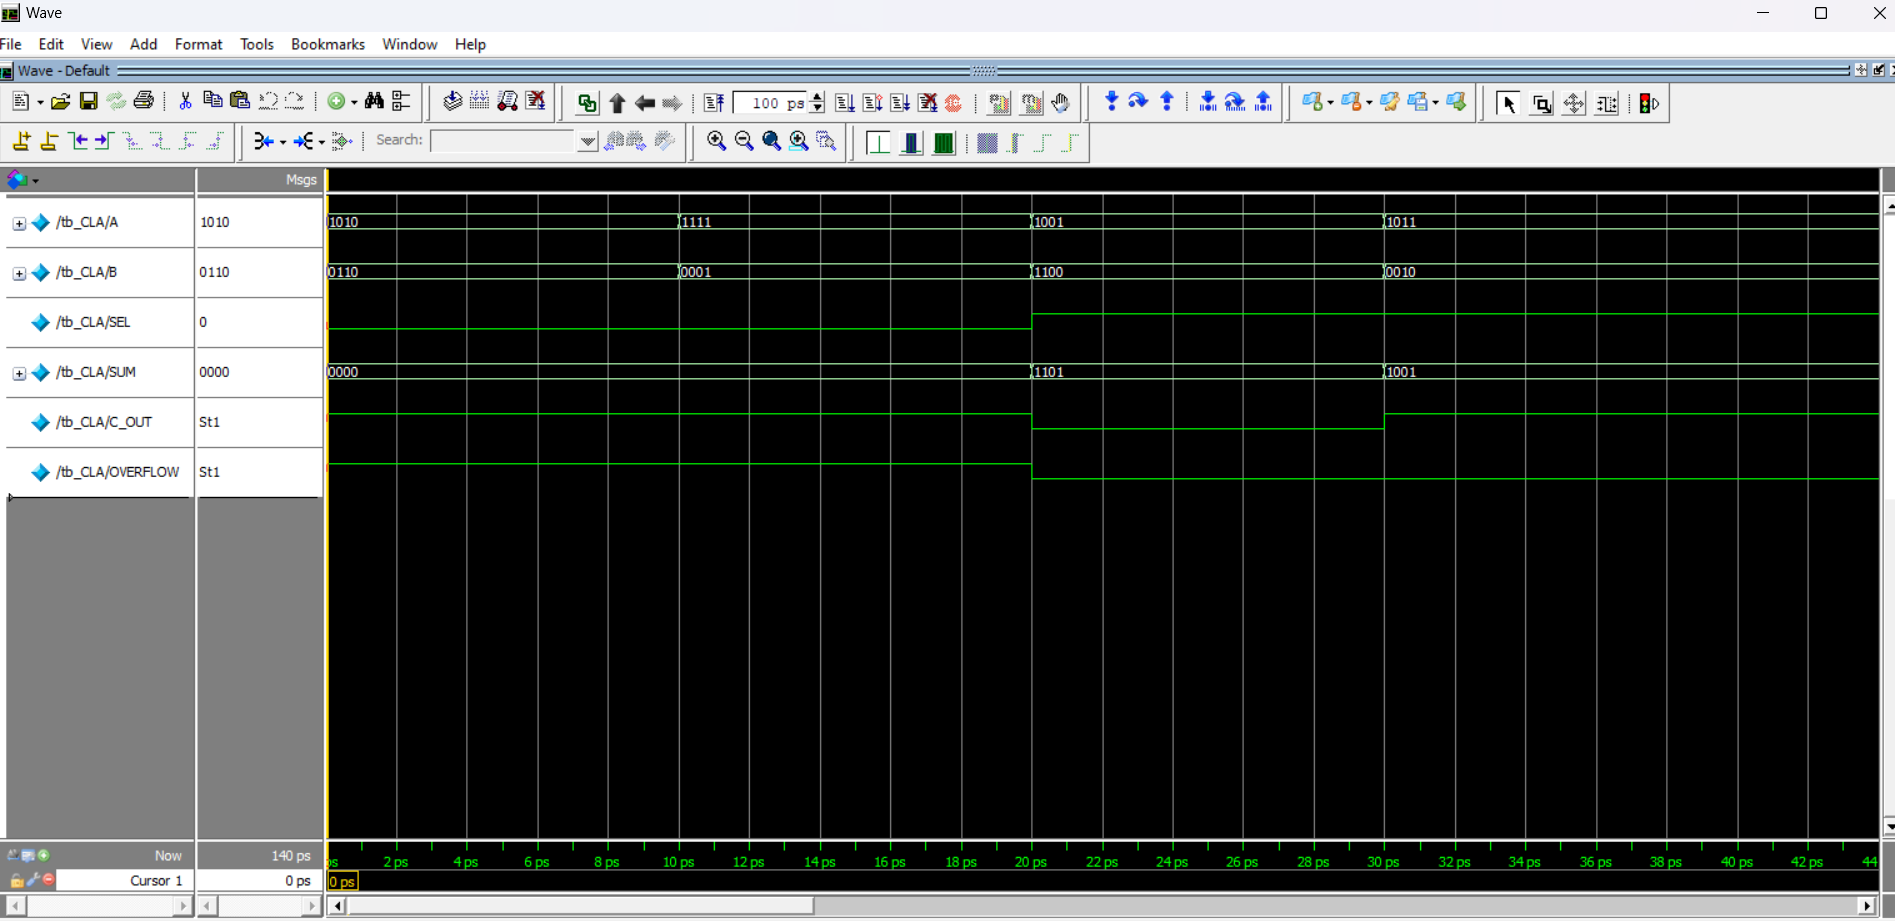 Wave
File Edit View Add Format Tools Bookmarks Window Help
Wave - Default
100 ps
Search:
Msgs
/tb_CLA/A 1010 1010 1111 1001 1011
/tb_CLA/B 0110 0110 0001 1100 0010
/tb_CLA/SEL 0
/tb_CLA/SUM 0000 0000 1101 1001
/tb_CLA/C_OUT St1
/tb_CLA/OVERFLOW St1
Now 140 ps ps 2 ps 4 ps 6 ps 8 ps 10 ps 12 ps 14 ps 16 ps 18 ps 20 ps 22 ps 24 ps 26 ps 28 ps 30 ps 32 ps 34 ps 36 ps 38 ps 40 ps 42 ps 44
Cursor 1 0 ps 0 ps